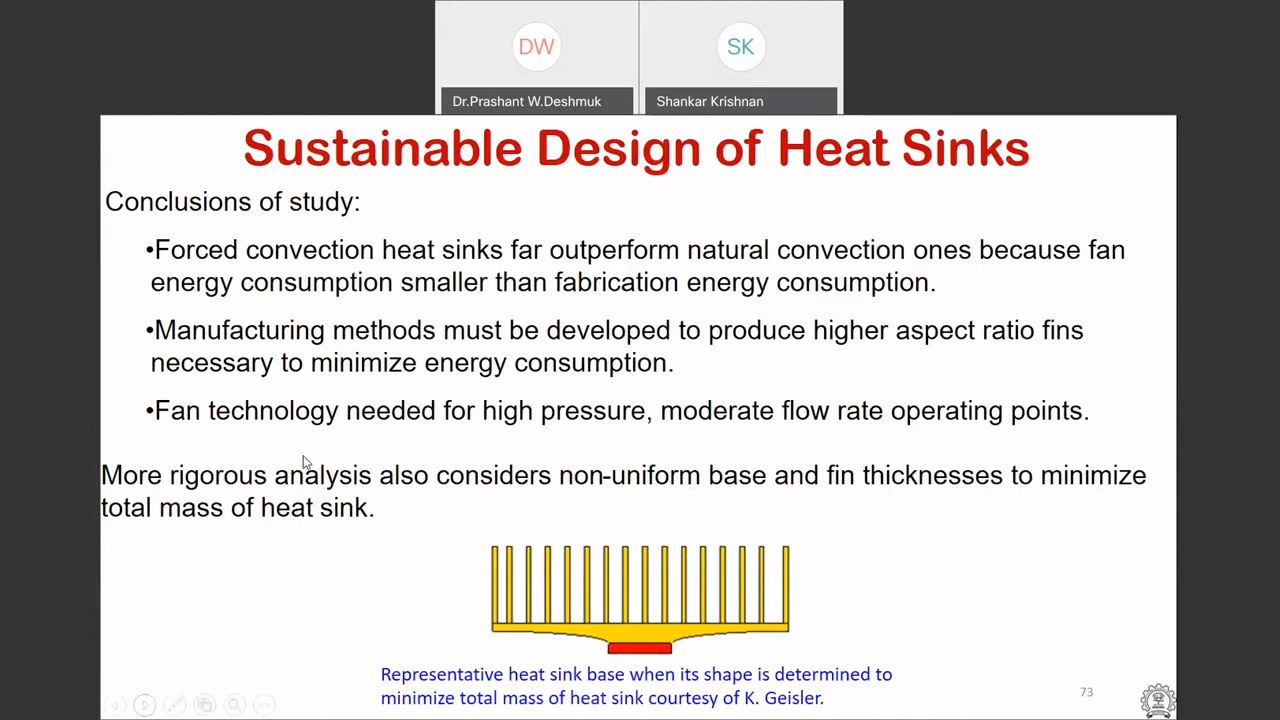 DW
SK
Dr.Prashant W.Deshmuk
Shankar Krishnan
Sustainable Design of Heat Sinks
Conclusions of study:
•Forced convection heat sinks far outperform natural convection ones because fan
energy consumption smaller than fabrication energy consumption.
•Manufacturing methods must be developed to produce higher aspect ratio fins
necessary to minimize energy consumption.
•Fan technology needed for high pressure, moderate flow rate operating points.
More rigorous analysis also considers non-uniform base and fin thicknesses to minimize
total mass of heat sink.
Representative heat sink base when its shape is determined to
minimize total mass of heat sink courtesy of K. Geisler.
73